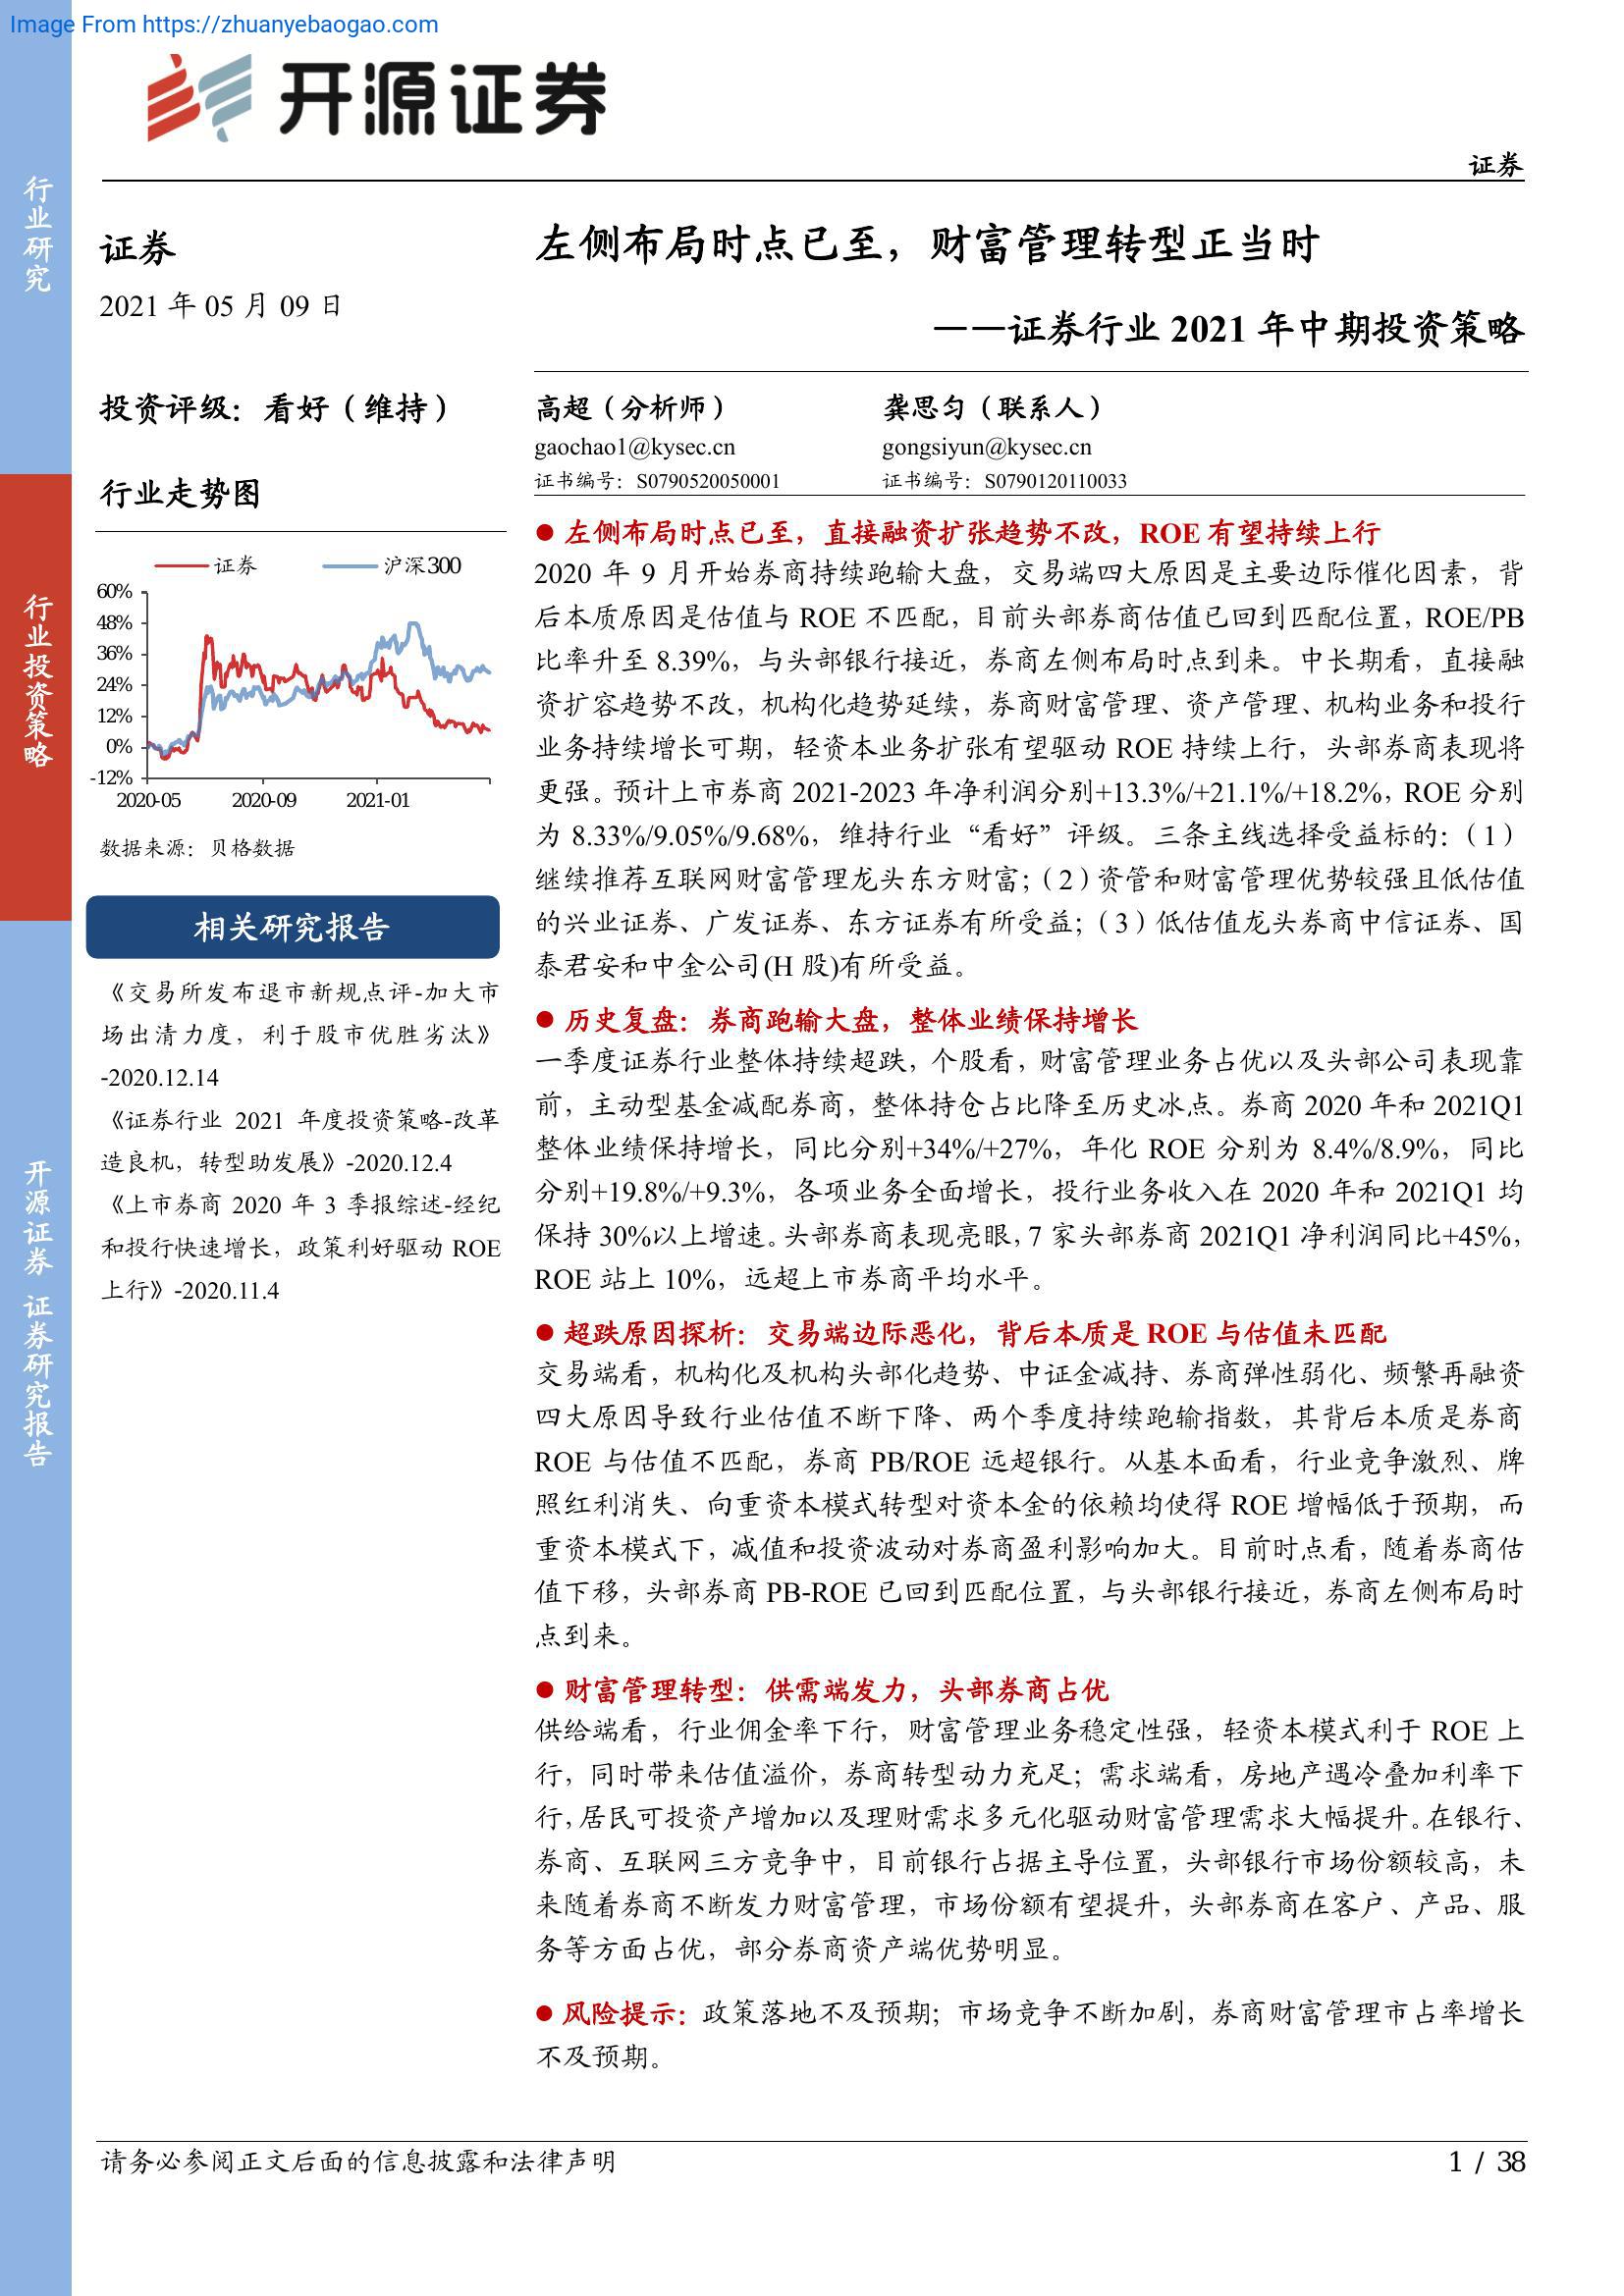 Image From https://zhuanyebaogao.com
开源证券
证券
行业研究
行业投资策略
开源证券 证券研究报告
证券
2021 年 05 月 09 日
投资评级：看好（维持）
行业走势图
证券 沪深300
60%
48%
36%
24%
12%
0%
-12%
2020-05 2020-09 2021-01
数据来源：贝格数据
相关研究报告
《交易所发布退市新规点评-加大市
场出清力度，利于股市优胜劣汰》
-2020.12.14
《证券行业 2021 年度投资策略-改革
造良机，转型助发展》-2020.12.4
《上市券商 2020 年 3 季报综述-经纪
和投行快速增长，政策利好驱动 ROE
上行》-2020.11.4
左侧布局时点已至，财富管理转型正当时
——证券行业 2021 年中期投资策略
高超（分析师） 龚思匀（联系人）
gaochao1@kysec.cn gongsiyun@kysec.cn
证书编号：S0790520050001 证书编号：S0790120110033
● 左侧布局时点已至，直接融资扩张趋势不改，ROE 有望持续上行
2020 年 9 月开始券商持续跑输大盘，交易端四大原因是主要边际催化因素，背
后本质原因是估值与 ROE 不匹配，目前头部券商估值已回到匹配位置，ROE/PB
比率升至 8.39%，与头部银行接近，券商左侧布局时点到来。中长期看，直接融
资扩容趋势不改，机构化趋势延续，券商财富管理、资产管理、机构业务和投行
业务持续增长可期，轻资本业务扩张有望驱动 ROE 持续上行，头部券商表现将
更强。预计上市券商 2021-2023 年净利润分别+13.3%/+21.1%/+18.2%，ROE 分别
为 8.33%/9.05%/9.68%，维持行业“看好”评级。三条主线选择受益标的：（1）
继续推荐互联网财富管理龙头东方财富；（2）资管和财富管理优势较强且低估值
的兴业证券、广发证券、东方证券有所受益；（3）低估值龙头券商中信证券、国
泰君安和中金公司(H 股)有所受益。
● 历史复盘：券商跑输大盘，整体业绩保持增长
一季度证券行业整体持续超跌，个股看，财富管理业务占优以及头部公司表现靠
前，主动型基金减配券商，整体持仓占比降至历史冰点。券商 2020 年和 2021Q1
整体业绩保持增长，同比分别+34%/+27%，年化 ROE 分别为 8.4%/8.9%，同比
分别+19.8%/+9.3%，各项业务全面增长，投行业务收入在 2020 年和 2021Q1 均
保持 30%以上增速。头部券商表现亮眼，7 家头部券商 2021Q1 净利润同比+45%，
ROE 站上 10%，远超上市券商平均水平。
● 超跌原因探析：交易端边际恶化，背后本质是 ROE 与估值未匹配
交易端看，机构化及机构头部化趋势、中证金减持、券商弹性弱化、频繁再融资
四大原因导致行业估值不断下降、两个季度持续跑输指数，其背后本质是券商
ROE 与估值不匹配，券商 PB/ROE 远超银行。从基本面看，行业竞争激烈、牌
照红利消失、向重资本模式转型对资本金的依赖均使得 ROE 增幅低于预期，而
重资本模式下，减值和投资波动对券商盈利影响加大。目前时点看，随着券商估
值下移，头部券商 PB-ROE 已回到匹配位置，与头部银行接近，券商左侧布局时
点到来。
● 财富管理转型：供需端发力，头部券商占优
供给端看，行业佣金率下行，财富管理业务稳定性强，轻资本模式利于 ROE 上
行，同时带来估值溢价，券商转型动力充足；需求端看，房地产遇冷叠加利率下
行，居民可投资产增加以及理财需求多元化驱动财富管理需求大幅提升。在银行、
券商、互联网三方竞争中，目前银行占据主导位置，头部银行市场份额较高，未
来随着券商不断发力财富管理，市场份额有望提升，头部券商在客户、产品、服
务等方面占优，部分券商资产端优势明显。
● 风险提示：政策落地不及预期；市场竞争不断加剧，券商财富管理市占率增长
不及预期。
请务必参阅正文后面的信息披露和法律声明 1 / 38